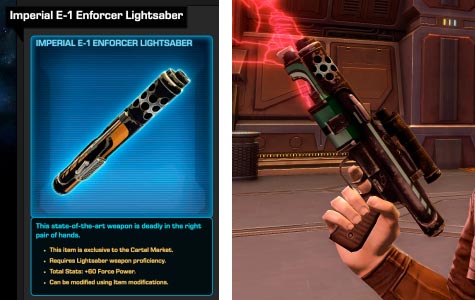 Imperial E-1 Enforcer Lightsaber
IMPERIAL E-1 ENFORCER LIGHTSABER
This state-of-the-art weapon is deadly in the right
pair of hands.
• This item is exclusive to the Cartel Market.
• Requires Lightsaber weapon proficiency.
• Total Stats: +60 Force Power.
• Can be modified using Item modifications.